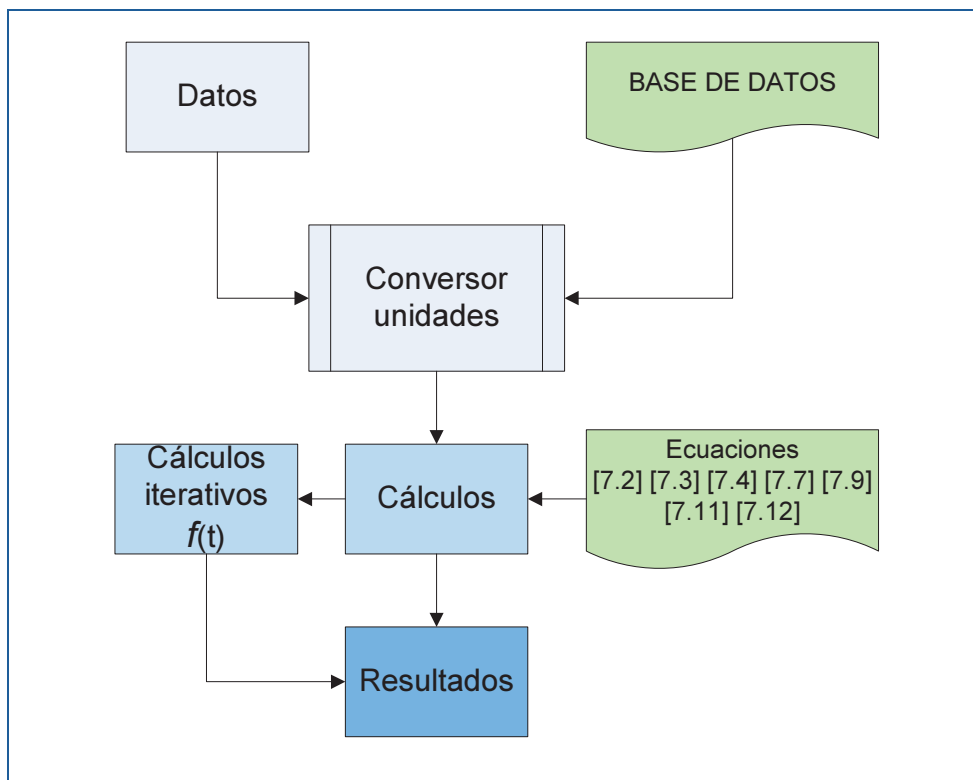 Datos
BASE DE DATOS
Conversor
unidades
Cálculos
iterativos
f(t)
Cálculos
Ecuaciones
[7.2] [7.3] [7.4] [7.7] [7.9]
[7.11] [7.12]
Resultados